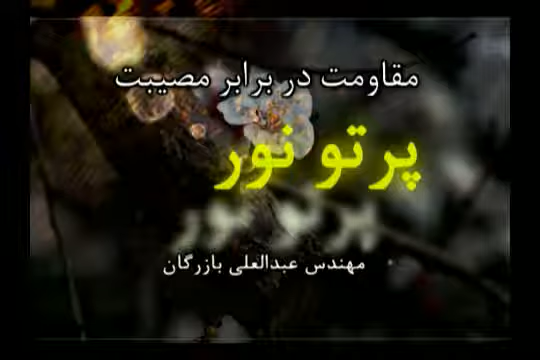 مقاومت در برابر مصیبت
پرتو نور
مهندس عبدالعلی بازرگان